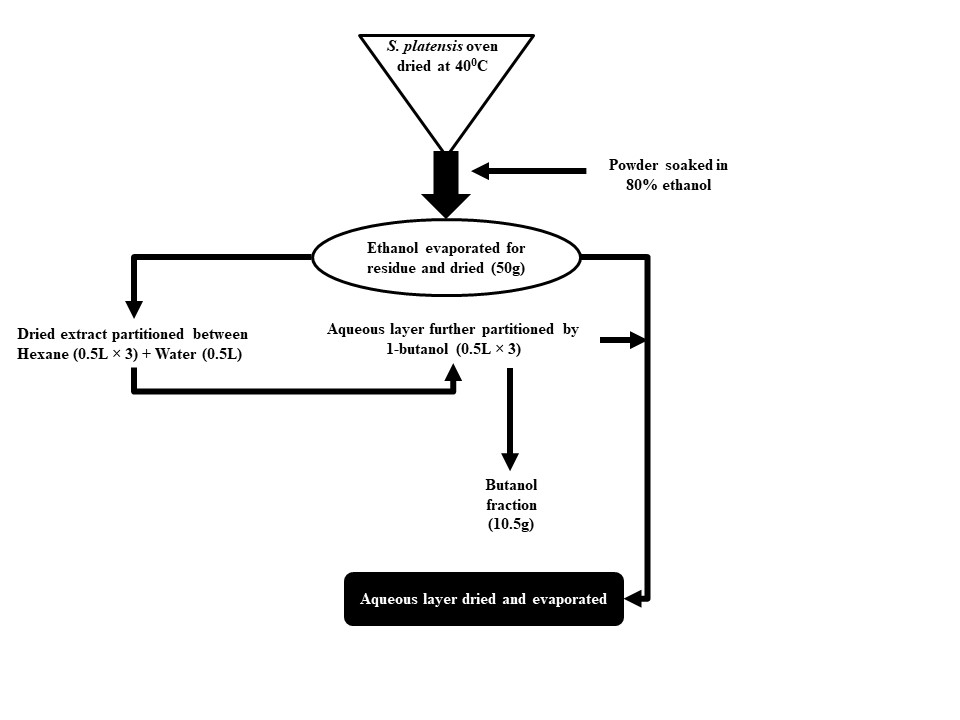 S. platensis oven
dried at 40⁰C
Powder soaked in
80% ethanol
Ethanol evaporated for
residue and dried (50g)
Dried extract partitioned between
Hexane (0.5L × 3) + Water (0.5L)
Aqueous layer further partitioned by
1-butanol (0.5L × 3)
Butanol
fraction
(10.5g)
Aqueous layer dried and evaporated